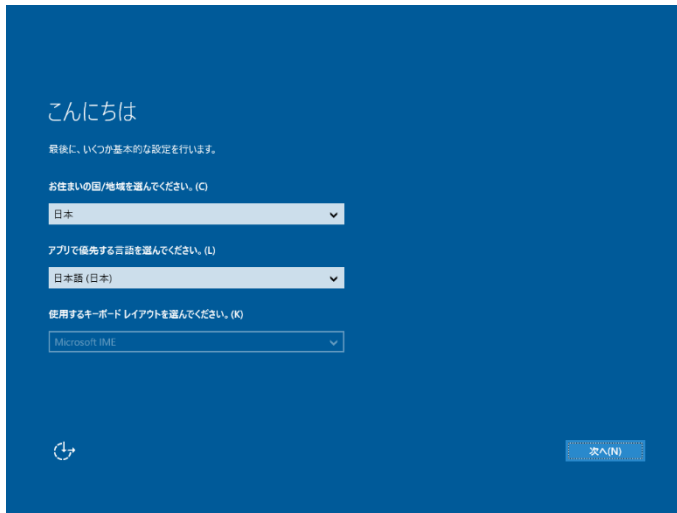 こんにちは
最後に、いくつか基本的な設定を行います。
お住まいの国/地域を選んでください。(C)
日本
アプリで優先する言語を選んでください。(L)
日本語 (日本)
使用するキーボード レイアウトを選んでください。(K)
Microsoft IME
次へ(N)